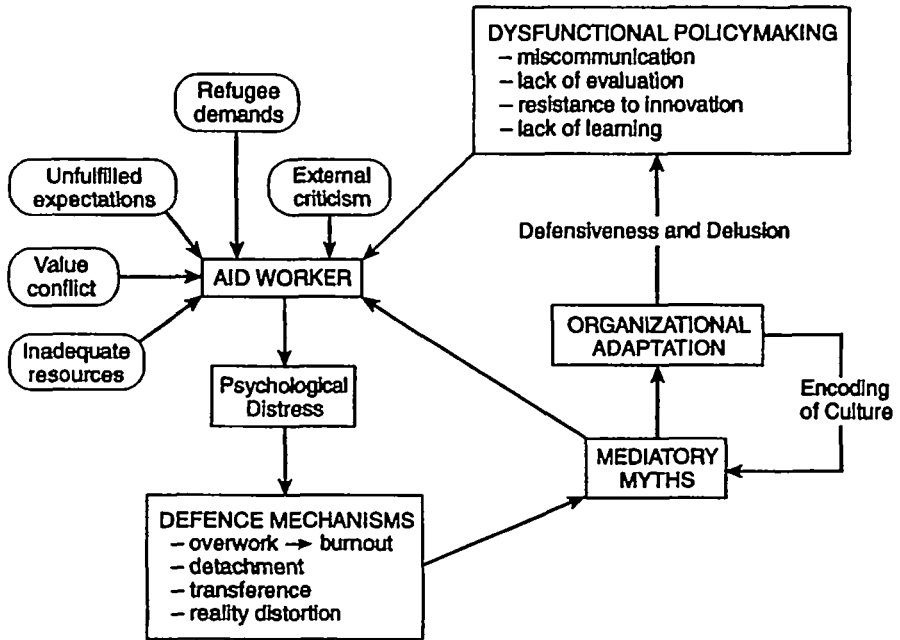 DYSFUNCTIONAL POLICYMAKING
– miscommunication
– lack of evaluation
– resistance to innovation
– lack of learning
Refugee
demands
Unfulfilled
expectations
External
criticism
Value
conflict
Inadequate
resources
AID WORKER
Defensiveness and Delusion
ORGANIZATIONAL
ADAPTATION
Encoding
of Culture
Psychological
Distress
MEDIATORY
MYTHS
DEFENCE MECHANISMS
– overwork → burnout
– detachment
– transference
– reality distortion